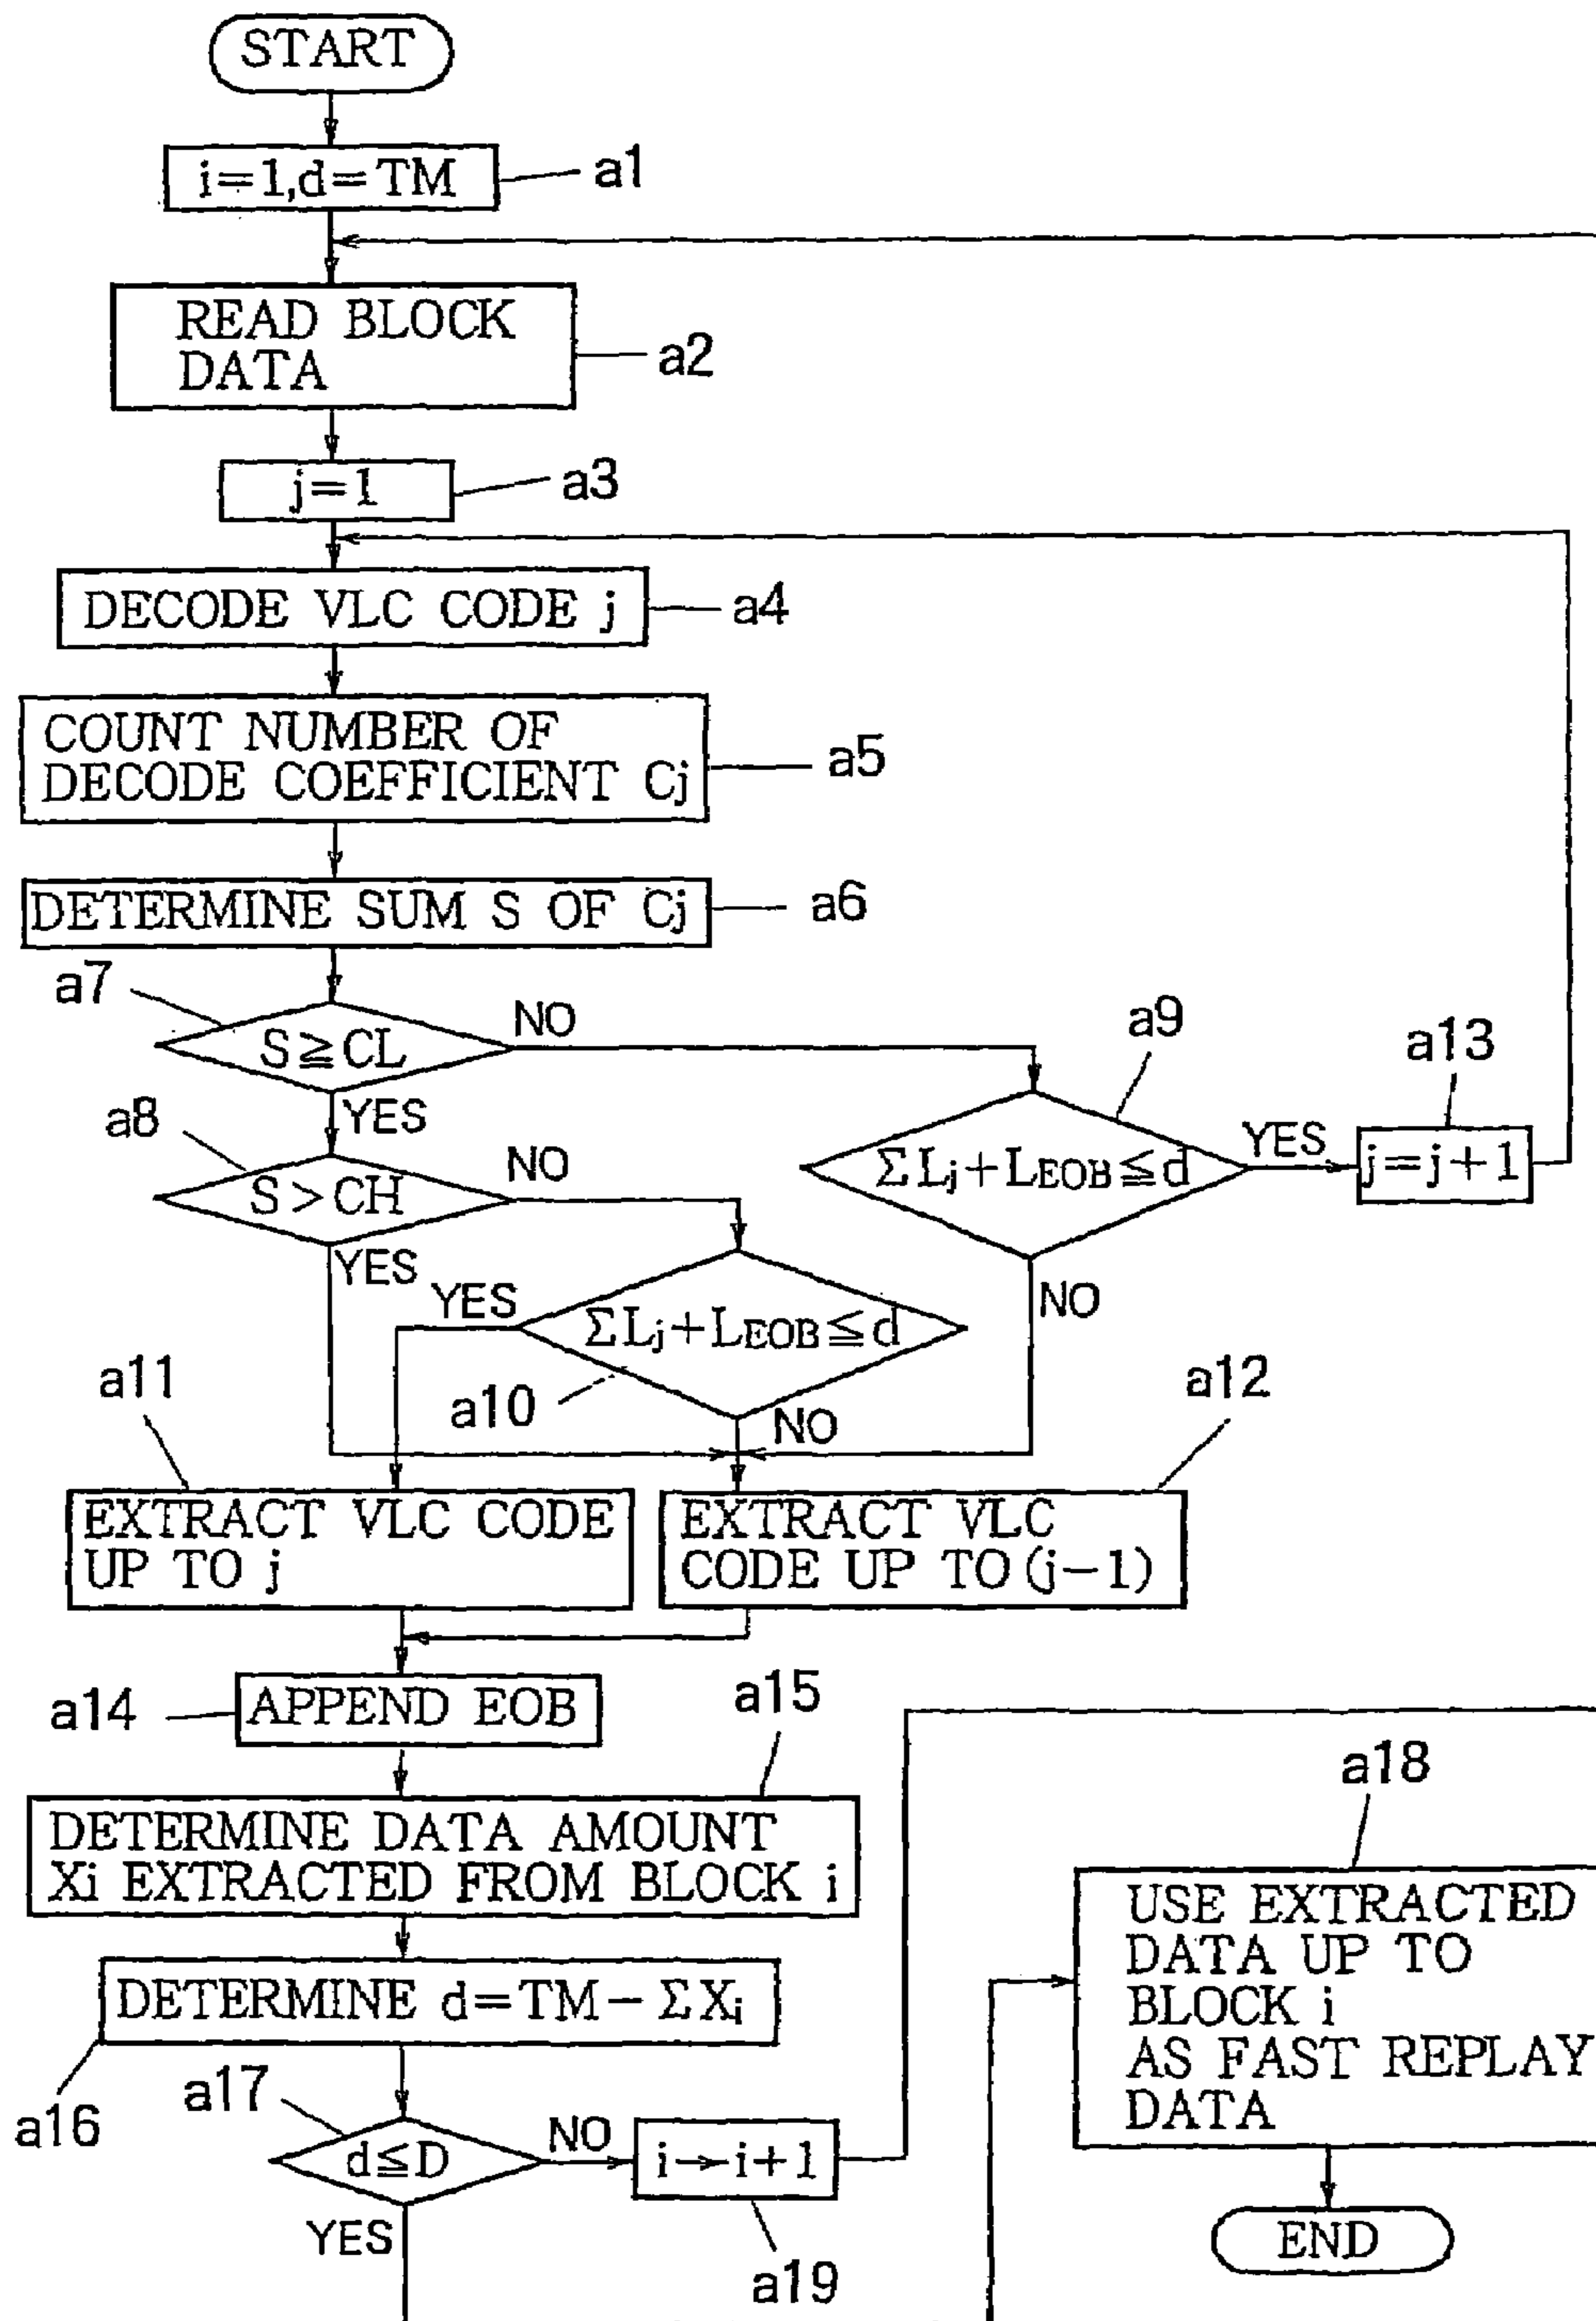 START
i=1,d=TM
a1
READ BLOCK
DATA
a2
j=1
a3
DECODE VLC CODE j
a4
COUNT NUMBER OF
DECODE COEFFICIENT Cj
a5
DETERMINE SUM S OF Cj
a6
a7
S≧CL
NO
YES
a9
ΣLj+LEOB≦d
YES
NO
a13
j=j+1
a8
S>CH
NO
YES
ΣLj+LEOB≦d
YES
NO
a10
a11
EXTRACT VLC CODE
UP TO j
a12
EXTRACT VLC
CODE UP TO (j-1)
a14
APPEND EOB
a15
DETERMINE DATA AMOUNT
Xi EXTRACTED FROM BLOCK i
DETERMINE d=TM-ΣXi
a16
a17
d≦D
NO
YES
i→i+1
a19
a18
USE EXTRACTED
DATA UP TO
BLOCK i
AS FAST REPLAY
DATA
END